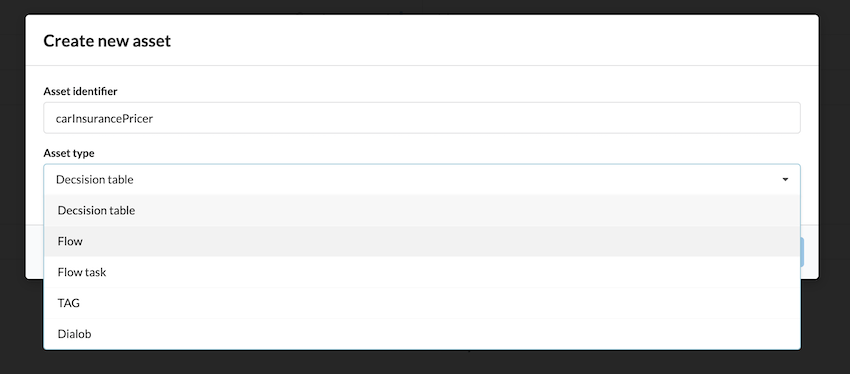 Create new asset
Asset identifier
carInsurancePricer
Asset type
Decsision table
Decsision table
Flow
Flow task
TAG
Dialob